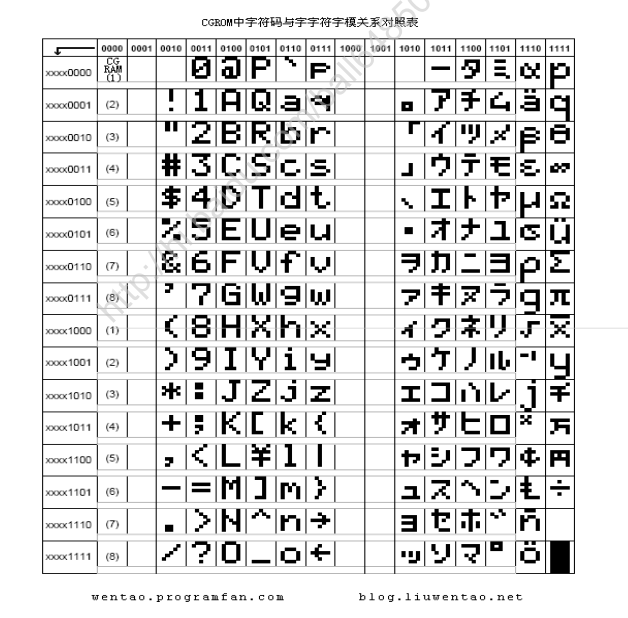 CGROM中字符码与字字符字模关系对照表
0000 0001 0010 0011 0100 0101 0110 0111 1000 1001 1010 1011 1100 1101 1110 1111
xxxx0000 CG RAM (1) 0 @ P ` P ー タ ミ α p
xxxx0001 (2) ! 1 A Q a q 。 ア チ ム ä q
xxxx0010 (3) " 2 B R b r 「 イ ツ メ β θ
xxxx0011 (4) # 3 C S c s 」 ウ テ モ ε ∞
xxxx0100 (5) $ 4 D T d t 、 エ ト ヤ μ Ω
xxxx0101 (6) % 5 E U e u ・ オ ナ ユ σ ü
xxxx0110 (7) & 6 F V f v ヲ カ ニ ヨ ρ Σ
xxxx0111 (8) ' 7 G W g w ァ キ ヌ ラ g π
xxxx1000 (1) ( 8 H X h x ィ ク ネ リ √ x̄
xxxx1001 (2) ) 9 I Y i y ゥ ケ ノ ル ⁻¹ y
xxxx1010 (3) * : J Z j z ェ コ ハ レ j 千
xxxx1011 (4) + ; K [ k { ォ サ ヒ ロ ˣ 万
xxxx1100 (5) , < L ¥ l | ャ シ フ ワ ¢ 円
xxxx1101 (6) - = M ] m } ュ ス ヘ ン £ ÷
xxxx1110 (7) . > N ^ n → ョ セ ホ ゛ ñ
xxxx1111 (8) / ? O _ o ← ッ ソ マ ゜ ö █
wentao.programfan.com blog.liuwentao.net